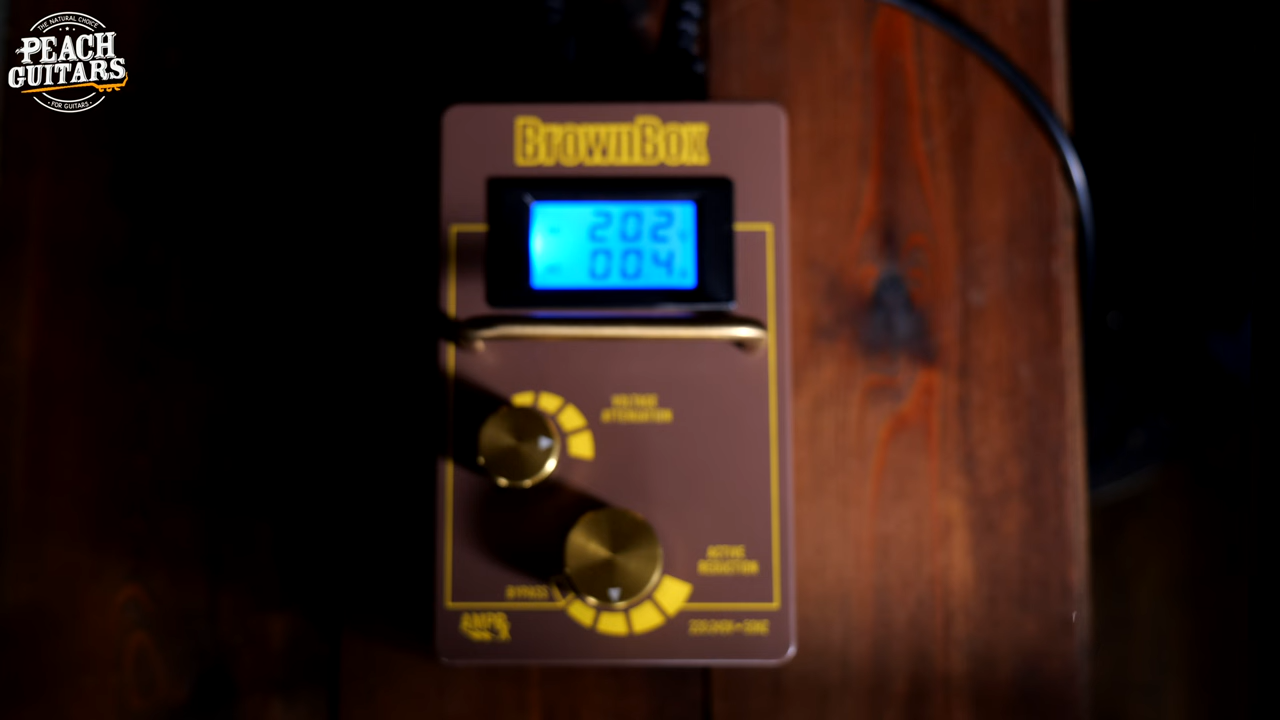 THE NATURAL CHOICE
PEACH
GUITARS
FOR GUITARS
BrownBox
202
004
VOLTAGE
ATTENUATION
ACTIVE
REDUCTION
BYPASS